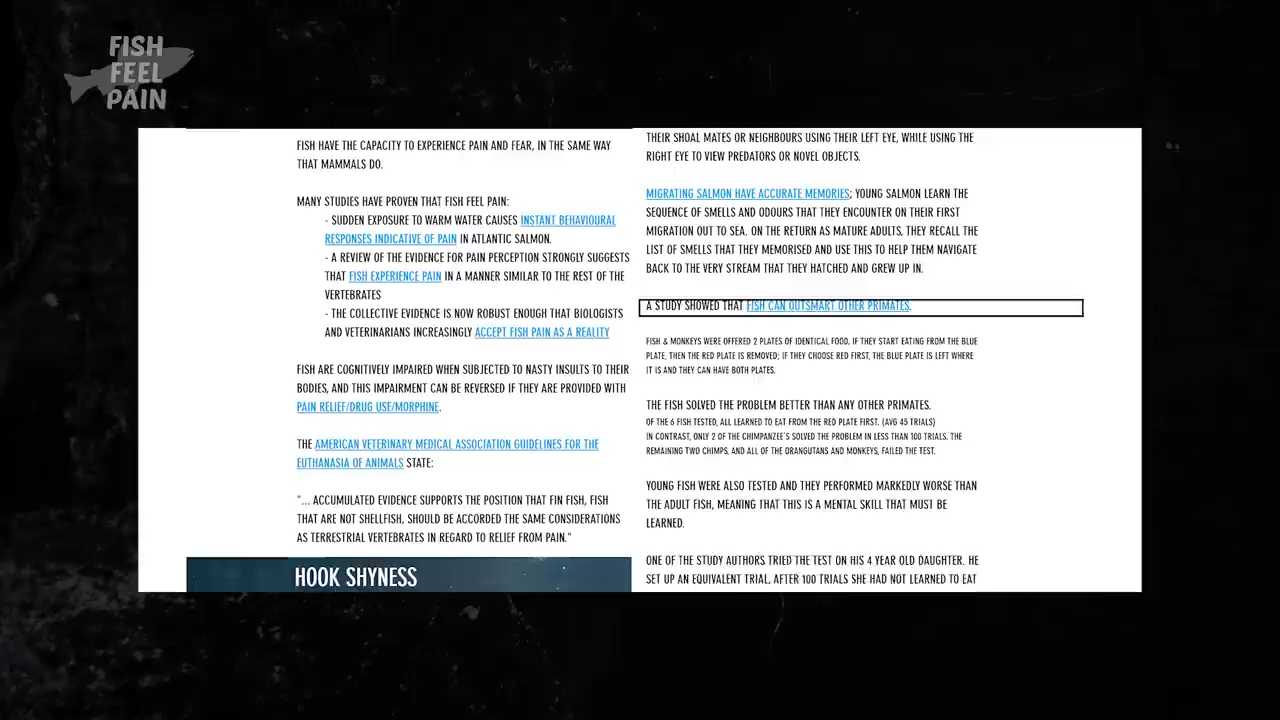 FISH
FEEL
PAIN
FISH HAVE THE CAPACITY TO EXPERIENCE PAIN AND FEAR, IN THE SAME WAY
THAT MAMMALS DO.
MANY STUDIES HAVE PROVEN THAT FISH FEEL PAIN:
- SUDDEN EXPOSURE TO WARM WATER CAUSES INSTANT BEHAVIOURAL
RESPONSES INDICATIVE OF PAIN IN ATLANTIC SALMON.
- A REVIEW OF THE EVIDENCE FOR PAIN PERCEPTION STRONGLY SUGGESTS
THAT FISH EXPERIENCE PAIN IN A MANNER SIMILAR TO THE REST OF THE
VERTEBRATES
- THE COLLECTIVE EVIDENCE IS NOW ROBUST ENOUGH THAT BIOLOGISTS
AND VETERINARIANS INCREASINGLY ACCEPT FISH PAIN AS A REALITY
FISH ARE COGNITIVELY IMPAIRED WHEN SUBJECTED TO NASTY INSULTS TO THEIR
BODIES, AND THIS IMPAIRMENT CAN BE REVERSED IF THEY ARE PROVIDED WITH
PAIN RELIEF/DRUG USE/MORPHINE.
THE AMERICAN VETERINARY MEDICAL ASSOCIATION GUIDELINES FOR THE
EUTHANASIA OF ANIMALS STATE:
"... ACCUMULATED EVIDENCE SUPPORTS THE POSITION THAT FIN FISH, FISH
THAT ARE NOT SHELLFISH, SHOULD BE ACCORDED THE SAME CONSIDERATIONS
AS TERRESTRIAL VERTEBRATES IN REGARD TO RELIEF FROM PAIN."
HOOK SHYNESS
THEIR SHOAL MATES OR NEIGHBOURS USING THEIR LEFT EYE, WHILE USING THE
RIGHT EYE TO VIEW PREDATORS OR NOVEL OBJECTS.
MIGRATING SALMON HAVE ACCURATE MEMORIES; YOUNG SALMON LEARN THE
SEQUENCE OF SMELLS AND ODOURS THAT THEY ENCOUNTER ON THEIR FIRST
MIGRATION OUT TO SEA. ON THE RETURN AS MATURE ADULTS, THEY RECALL THE
LIST OF SMELLS THAT THEY MEMORISED AND USE THIS TO HELP THEM NAVIGATE
BACK TO THE VERY STREAM THAT THEY HATCHED AND GREW UP IN.
A STUDY SHOWED THAT FISH CAN OUTSMART OTHER PRIMATES.
FISH & MONKEYS WERE OFFERED 2 PLATES OF IDENTICAL FOOD. IF THEY START EATING FROM THE BLUE
PLATE, THEN THE RED PLATE IS REMOVED; IF THEY CHOOSE RED FIRST, THE BLUE PLATE IS LEFT WHERE
IT IS AND THEY CAN HAVE BOTH PLATES.
THE FISH SOLVED THE PROBLEM BETTER THAN ANY OTHER PRIMATES.
OF THE 6 FISH TESTED, ALL LEARNED TO EAT FROM THE RED PLATE FIRST. (AVG 45 TRIALS)
IN CONTRAST, ONLY 2 OF THE CHIMPANZEE'S SOLVED THE PROBLEM IN LESS THAN 100 TRIALS. THE
REMAINING TWO CHIMPS, AND ALL OF THE ORANGUTANS AND MONKEYS, FAILED THE TEST.
YOUNG FISH WERE ALSO TESTED AND THEY PERFORMED MARKEDLY WORSE THAN
THE ADULT FISH, MEANING THAT THIS IS A MENTAL SKILL THAT MUST BE
LEARNED.
ONE OF THE STUDY AUTHORS TRIED THE TEST ON HIS 4 YEAR OLD DAUGHTER. HE
SET UP AN EQUIVALENT TRIAL, AFTER 100 TRIALS SHE HAD NOT LEARNED TO EAT